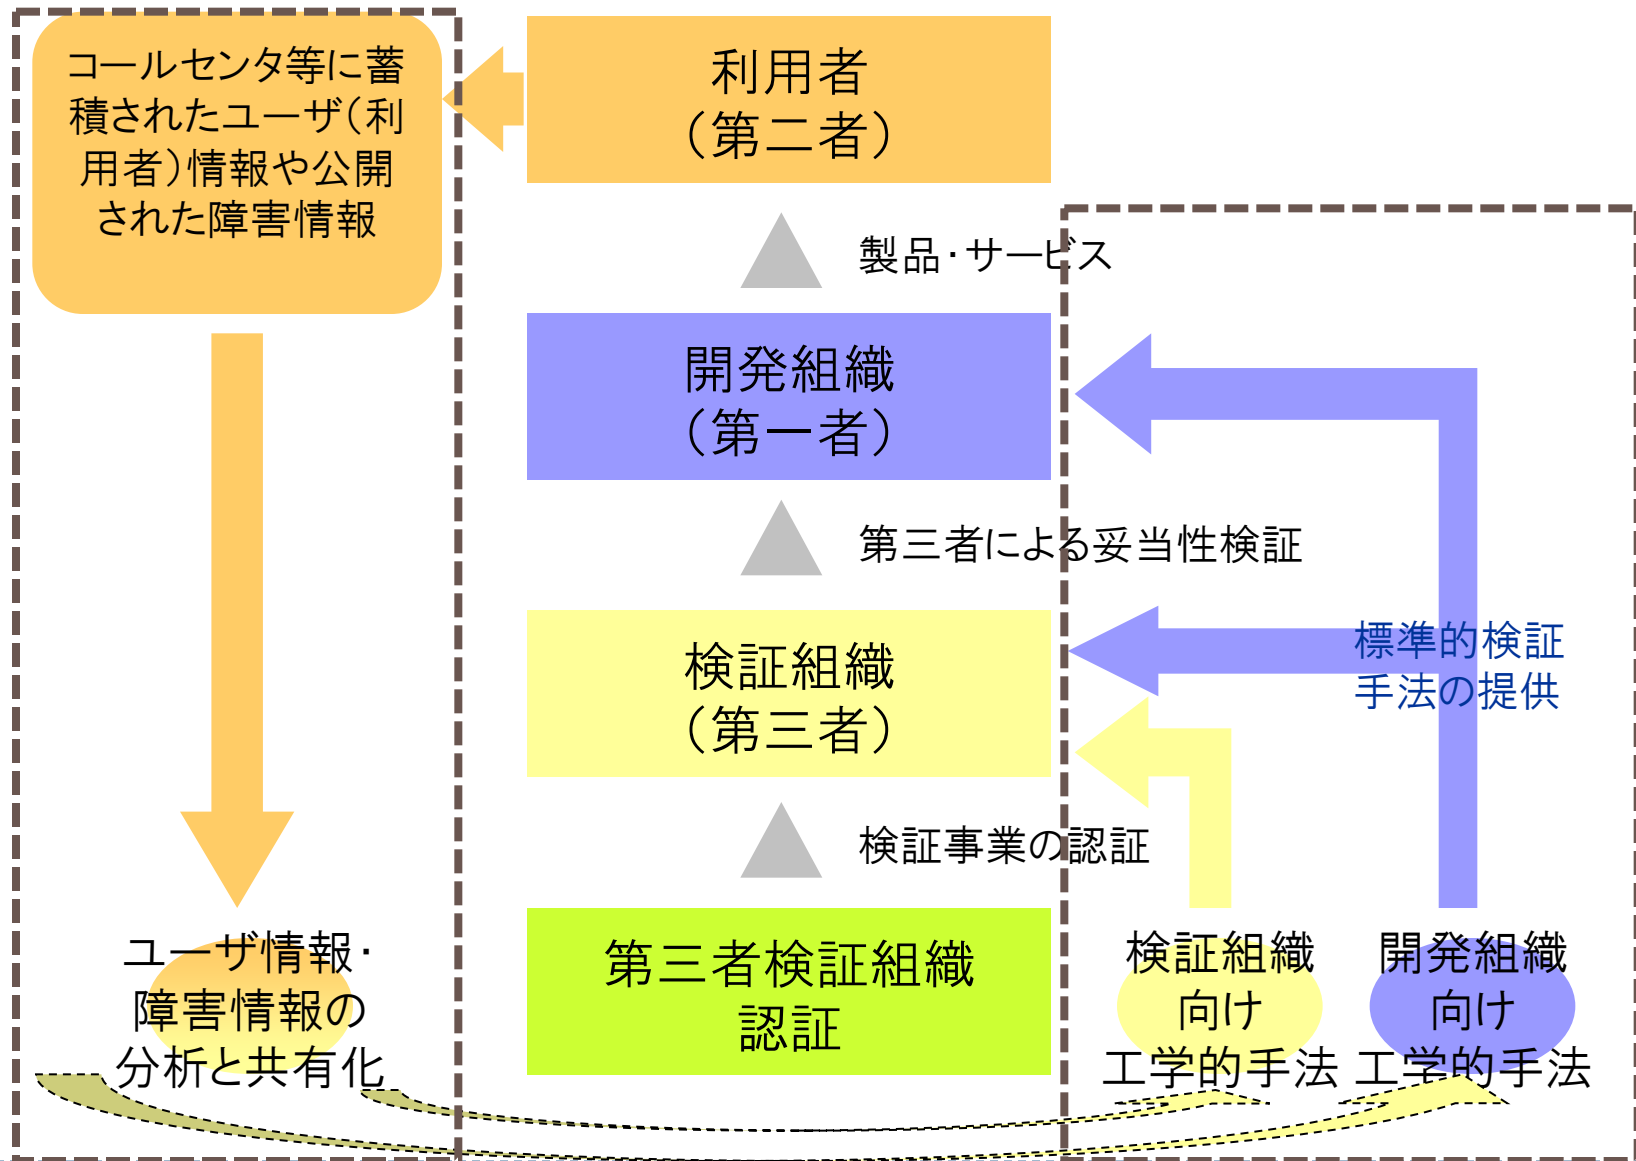 コールセンタ等に蓄
積されたユーザ（利
用者）情報や公開
された障害情報
利用者
（第二者）
製品・サービス
開発組織
（第一者）
第三者による妥当性検証
検証組織
（第三者）
標準的検証
手法の提供
検証事業の認証
第三者検証組織
認証
ユーザ情報・
障害情報の
分析と共有化
検証組織
向け
工学的手法
開発組織
向け
工学的手法